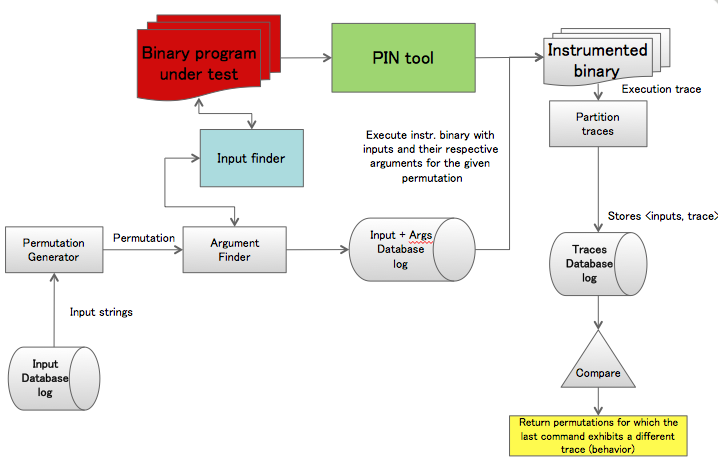 Binary program
under test
PIN tool
Instrumented
binary
Execution trace
Partition
traces
Execute instr. binary with
inputs and their respective
arguments for the given
permutation
Input finder
Stores <inputs, trace>
Permutation
Generator
Permutation
Argument
Finder
Input + Args
Database
log
Traces
Database
log
Input strings
Input
Database
log
Compare
Return permutations for which the
last command exhibits a different
trace (behavior)